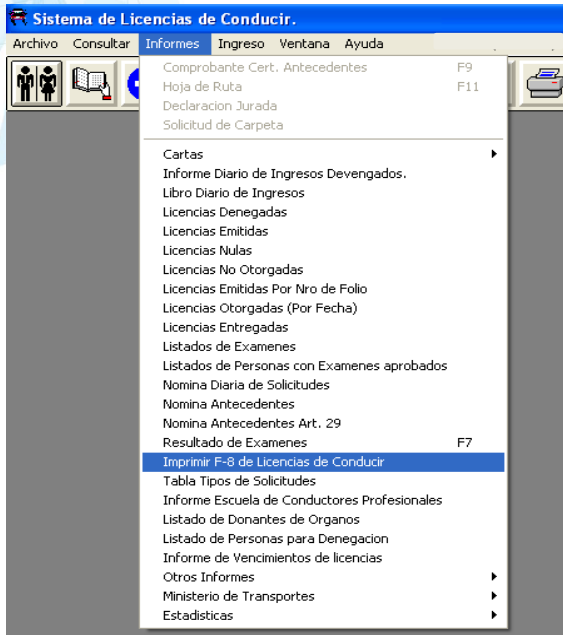 Sistema de Licencias de Conducir.
Archivo Consultar Informes Ingreso Ventana Ayuda
Comprobante Cert. Antecedentes F9
Hoja de Ruta F11
Declaracion Jurada
Solicitud de Carpeta
Cartas
Informe Diario de Ingresos Devengados.
Libro Diario de Ingresos
Licencias Denegadas
Licencias Emitidas
Licencias Nulas
Licencias No Otorgadas
Licencias Emitidas Por Nro de Folio
Licencias Otorgadas (Por Fecha)
Licencias Entregadas
Listados de Examenes
Listados de Personas con Examenes aprobados
Nomina Diaria de Solicitudes
Nomina Antecedentes
Nomina Antecedentes Art. 29
Resultado de Examenes F7
Imprimir F-8 de Licencias de Conducir
Tabla Tipos de Solicitudes
Informe Escuela de Conductores Profesionales
Listado de Donantes de Organos
Listado de Personas para Denegacion
Informe de Vencimientos de licencias
Otros Informes
Ministerio de Transportes
Estadisticas